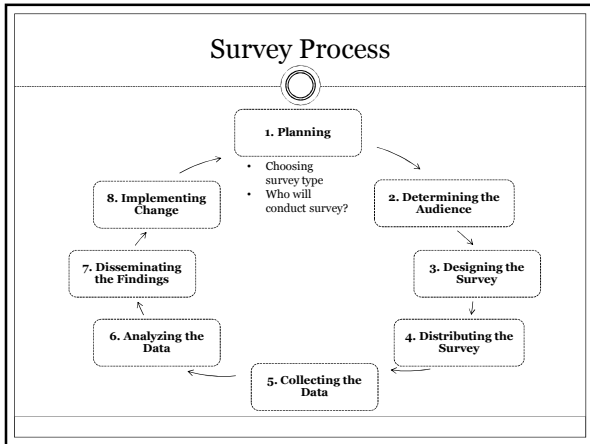 Survey Process
1. Planning
• Choosing
survey type
• Who will
conduct survey?
2. Determining the
Audience
3. Designing the
Survey
4. Distributing the
Survey
5. Collecting the
Data
6. Analyzing the
Data
7. Disseminating
the Findings
8. Implementing
Change